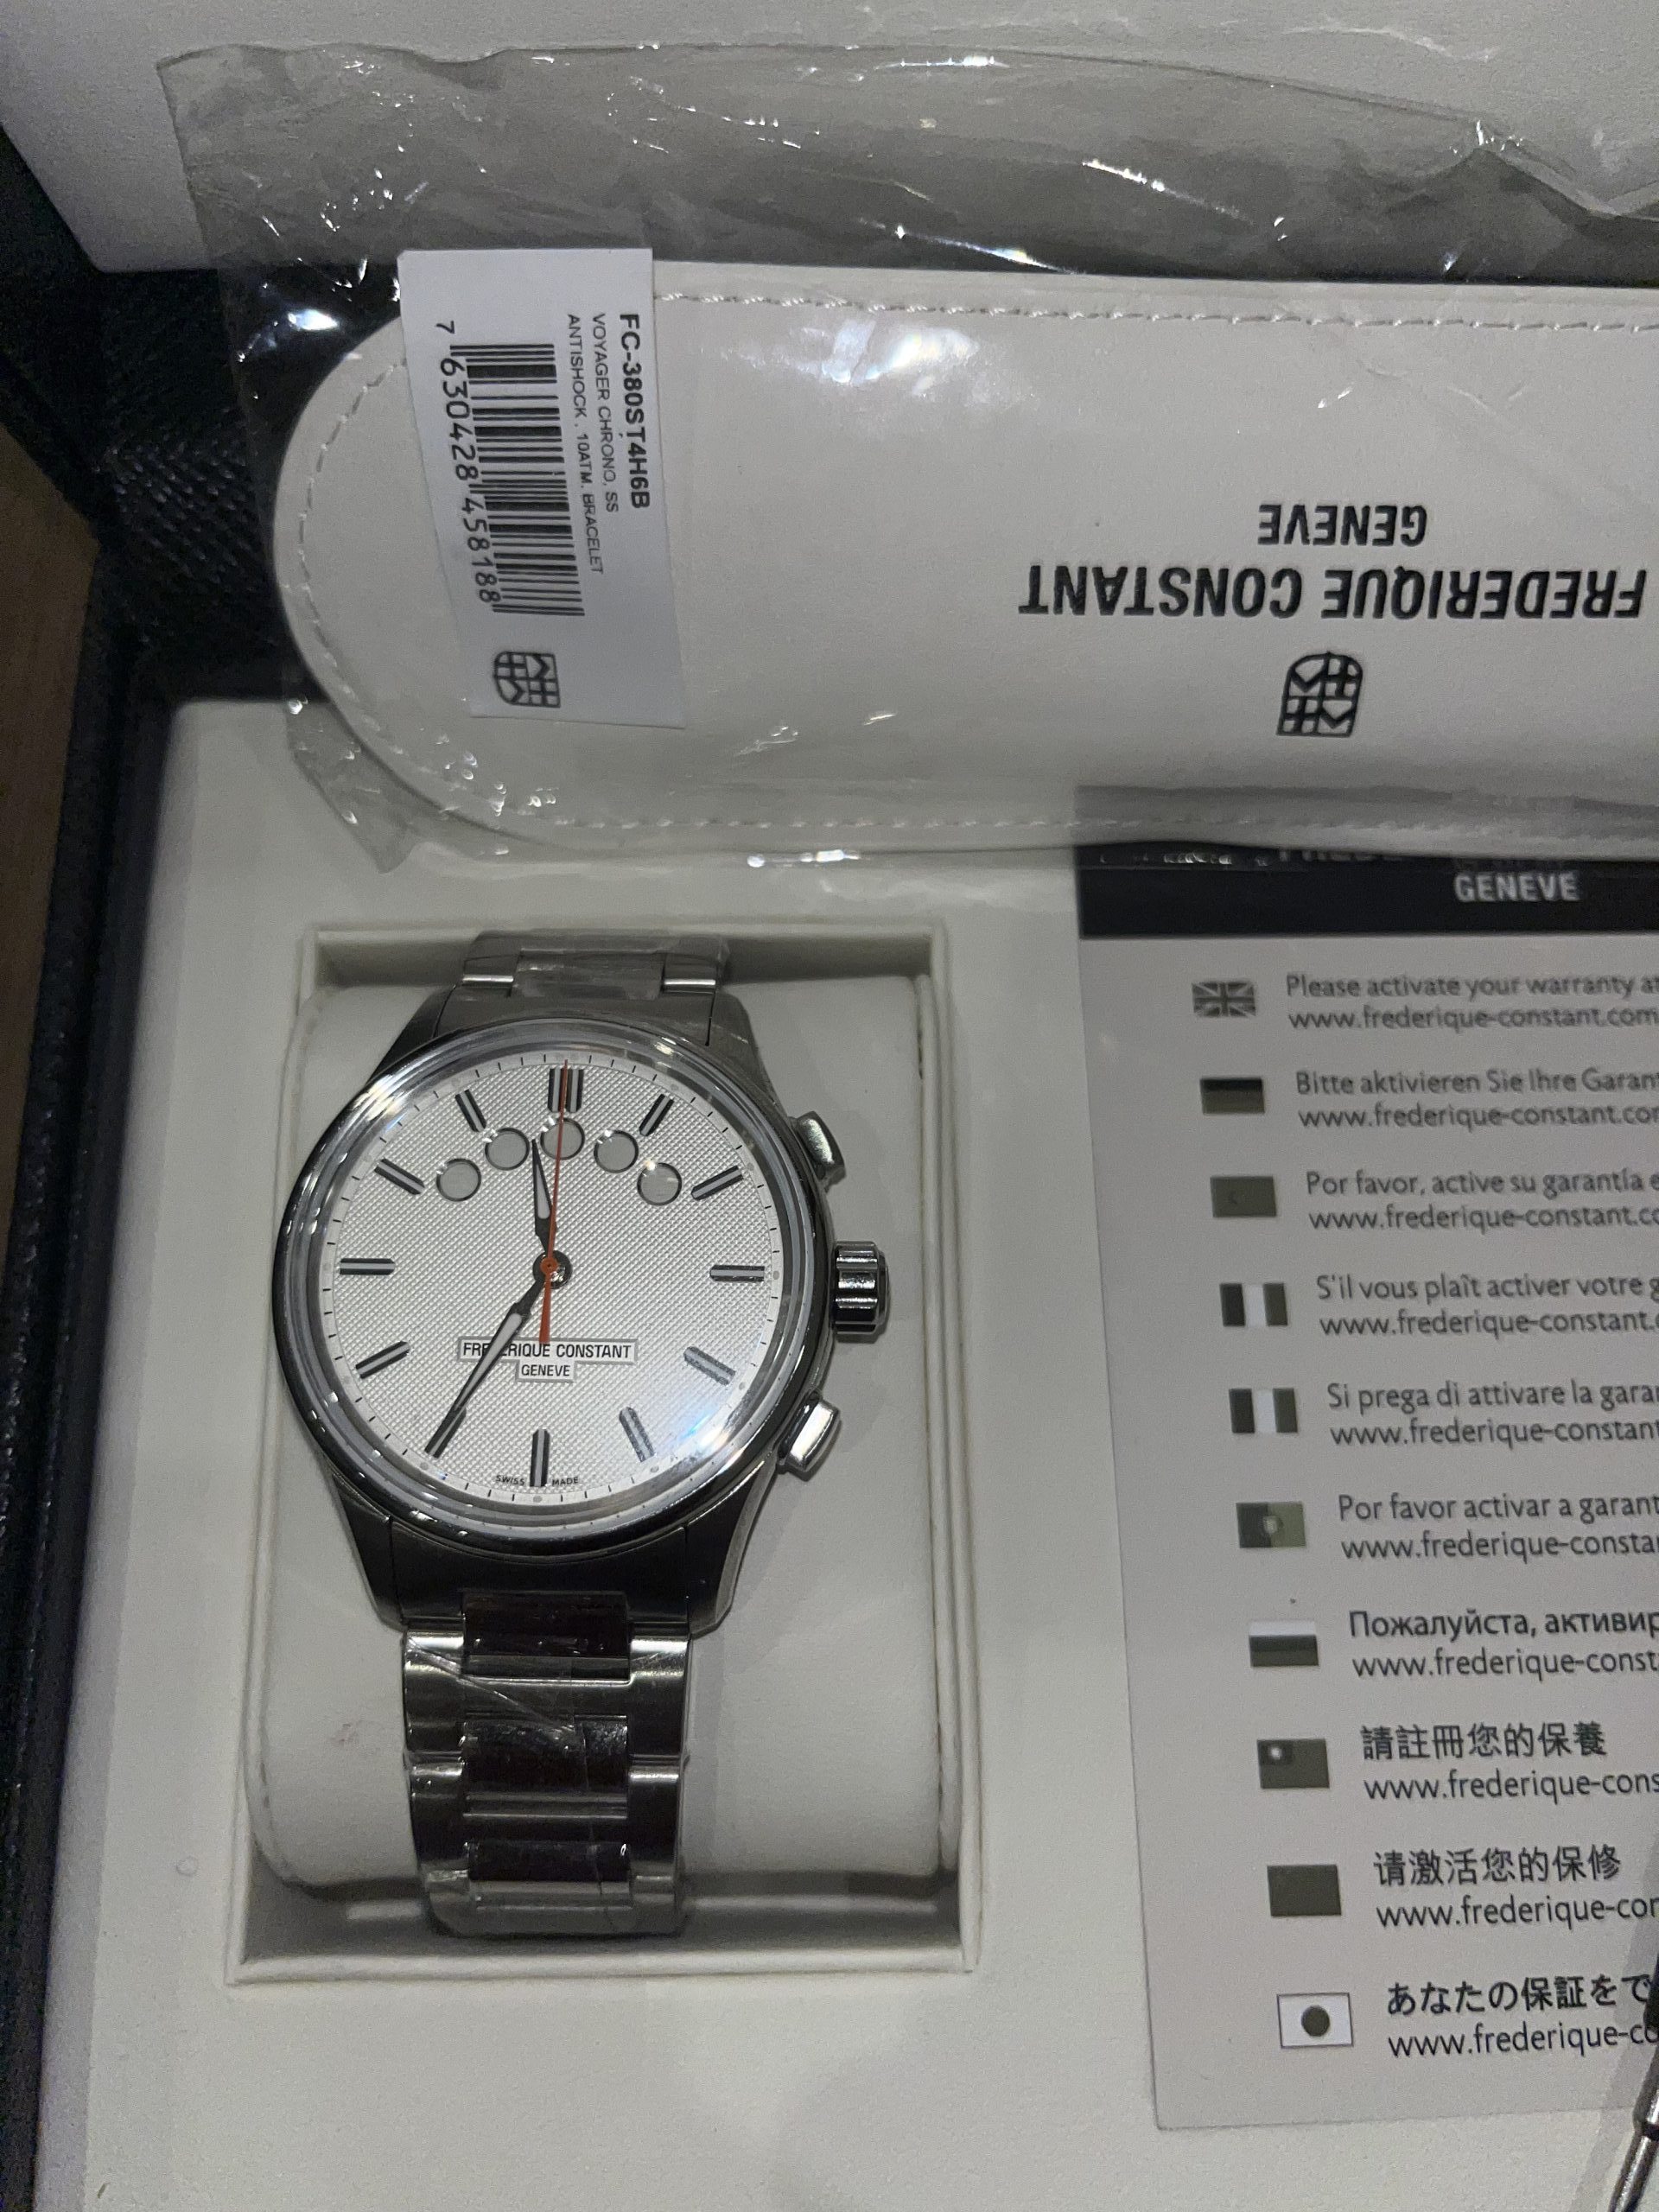 FC-380ST4H6B
VOYAGER CHRONO, SS
ANTISHOCK . 10ATM. BRACELET
7 630428 458188
FREDERIQUE CONSTANT
GENEVE
GENEVE
Please activate your warranty at
www.frederique-constant.com
Bitte aktivieren Sie Ihre Garant
www.frederique-constant.co
Por favor, active su garantía e
www.frederique-constant.co
S'il vous plaît activer votre g
www.frederique-constant.
Si prega di attivare la garan
www.frederique-constant
Por favor activar a garant
www.frederique-constan
Пожалуйста, активир
www.frederique-const
請註冊您的保養
www.frederique-cons
请激活您的保修
www.frederique-con
あなたの保証をで
www.frederique-co
FREDERIQUE CONSTANT
GENEVE
SWISS MADE